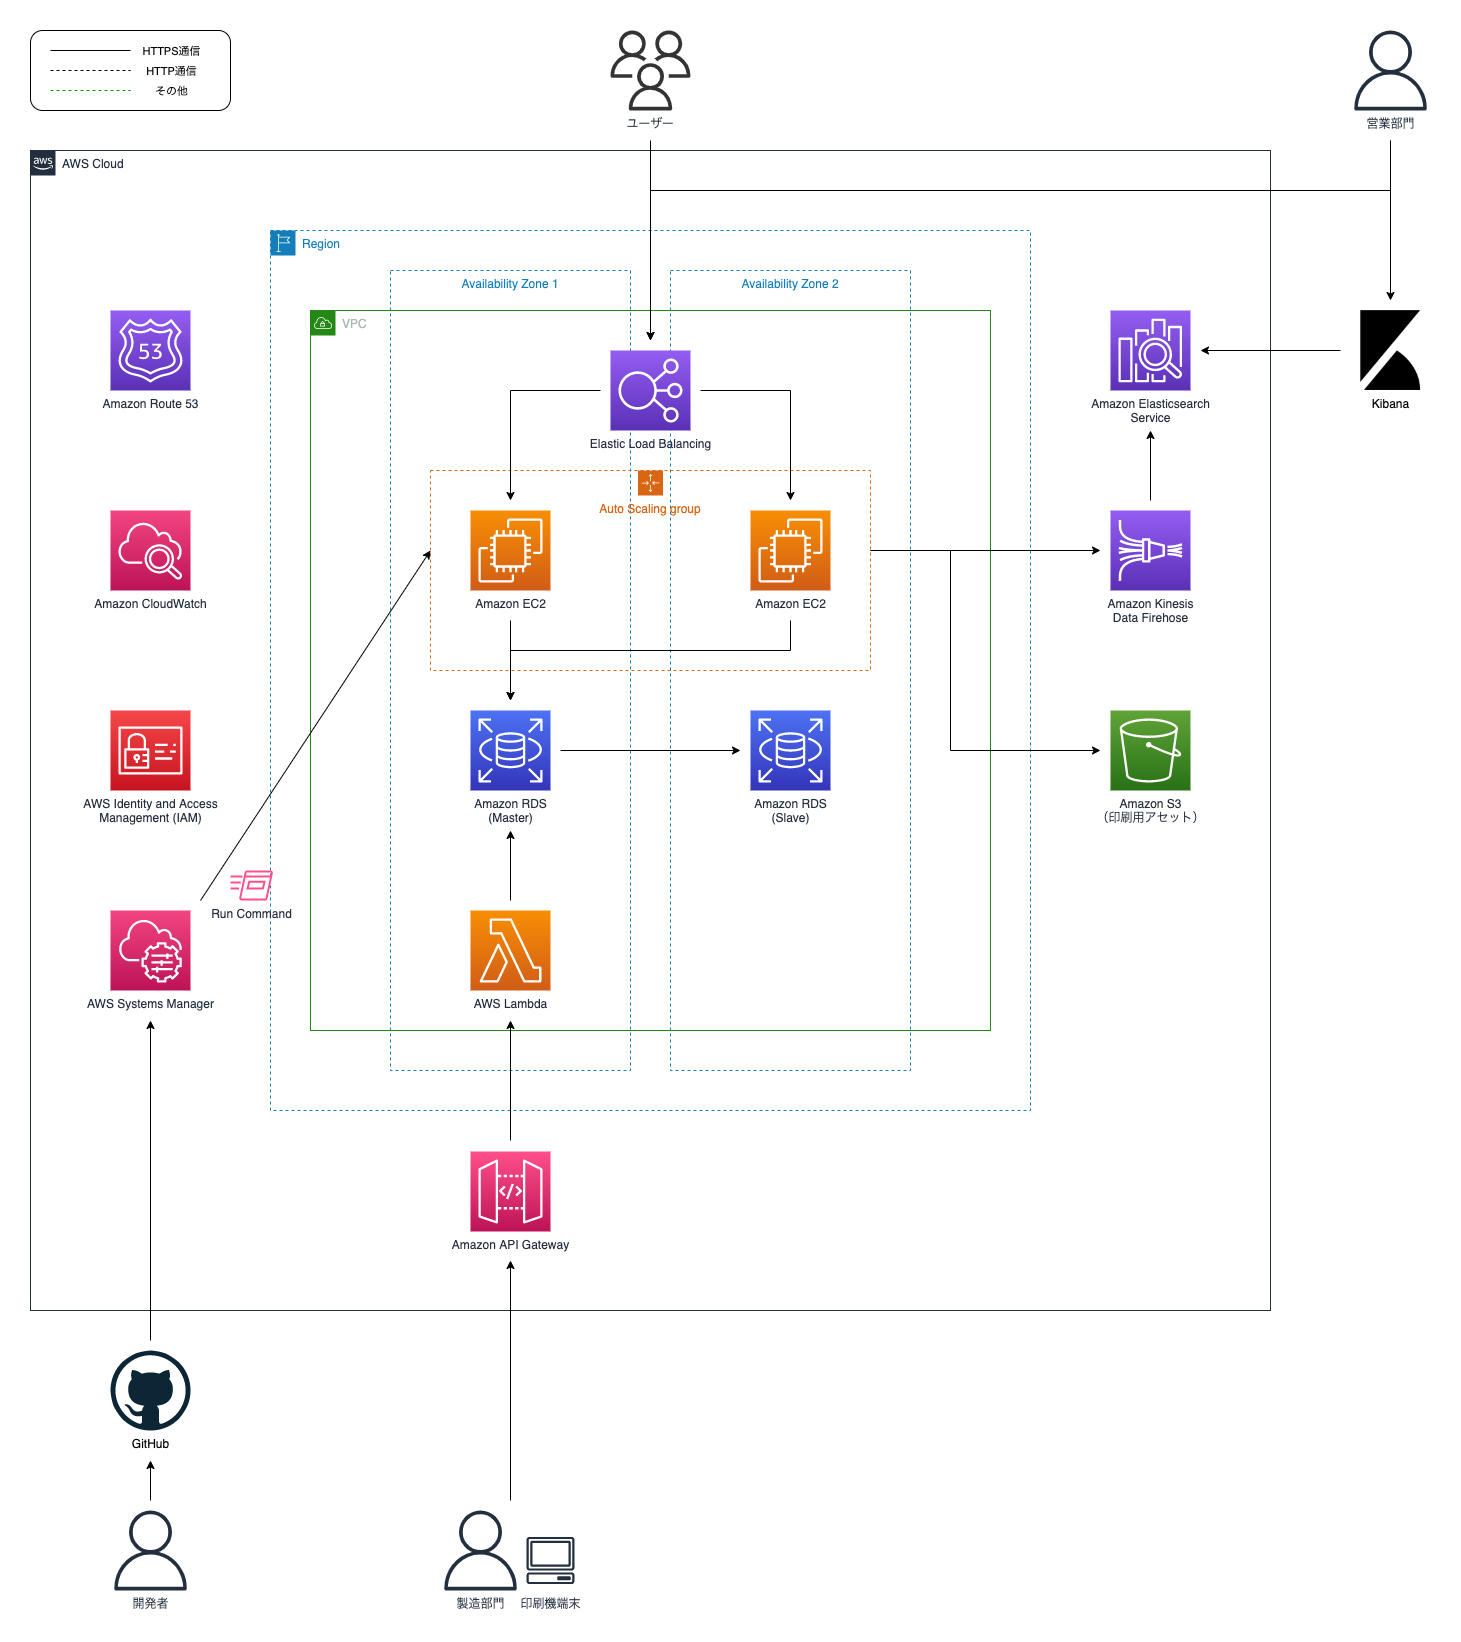 HTTPS通信
HTTP通信
その他
ユーザー
営業部門
aws
AWS Cloud
Region
Availability Zone 1
Availability Zone 2
VPC
53
Amazon Route 53
Elastic Load Balancing
Amazon Elasticsearch
Service
Kibana
Auto Scaling group
Amazon CloudWatch
Amazon EC2
Amazon EC2
Amazon Kinesis
Data Firehose
AWS Identity and Access
Management (IAM)
Amazon RDS
(Master)
Amazon RDS
(Slave)
Amazon S3
（印刷用アセット）
Run Command
AWS Systems Manager
AWS Lambda
</>
Amazon API Gateway
GitHub
開発者
製造部門
印刷機端末